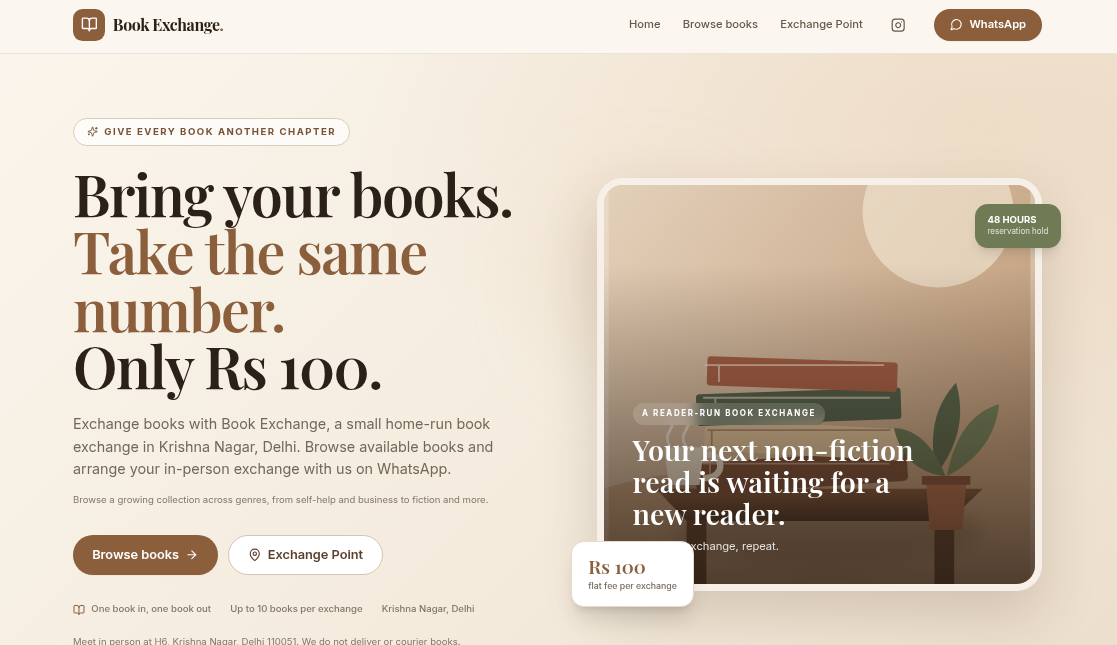 Book Exchange.
Home
Browse books
Exchange Point
WhatsApp
GIVE EVERY BOOK ANOTHER CHAPTER
Bring your books.
Take the same
number.
Only Rs 100.
Exchange books with Book Exchange, a small home-run book
exchange in Krishna Nagar, Delhi. Browse available books and
arrange your in-person exchange with us on WhatsApp.
Browse a growing collection across genres, from self-help and business to fiction and more.
Browse books
Exchange Point
One book in, one book out
Up to 10 books per exchange
Krishna Nagar, Delhi
Meet in person at H6, Krishna Nagar, Delhi 110051. We do not deliver or courier books.
48 HOURS
reservation hold
A READER-RUN BOOK EXCHANGE
Your next non-fiction
read is waiting for a
new reader.
xchange, repeat.
Rs 100
flat fee per exchange